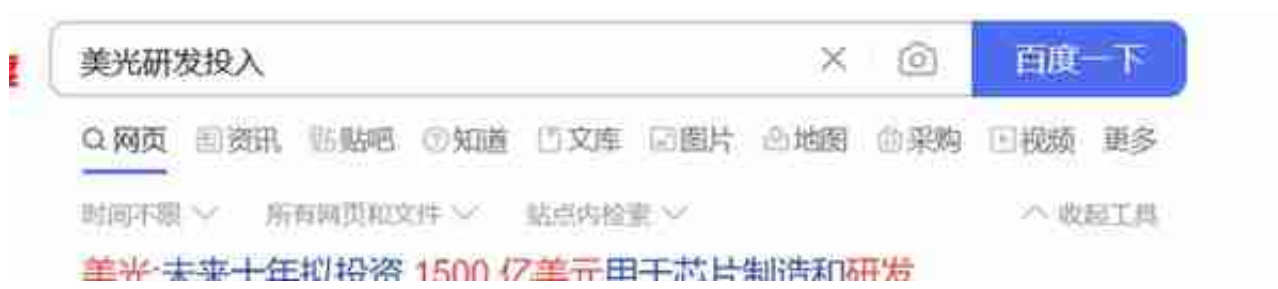 美光研发投入 百度一下
网页 资讯 贴吧 知道 文库 图片 地图 采购 视频 更多
时间不限 所有网页和文件 站点内检索 收起工具
美光:未来十年拟投资 1500 亿美元用于芯片制造和研发